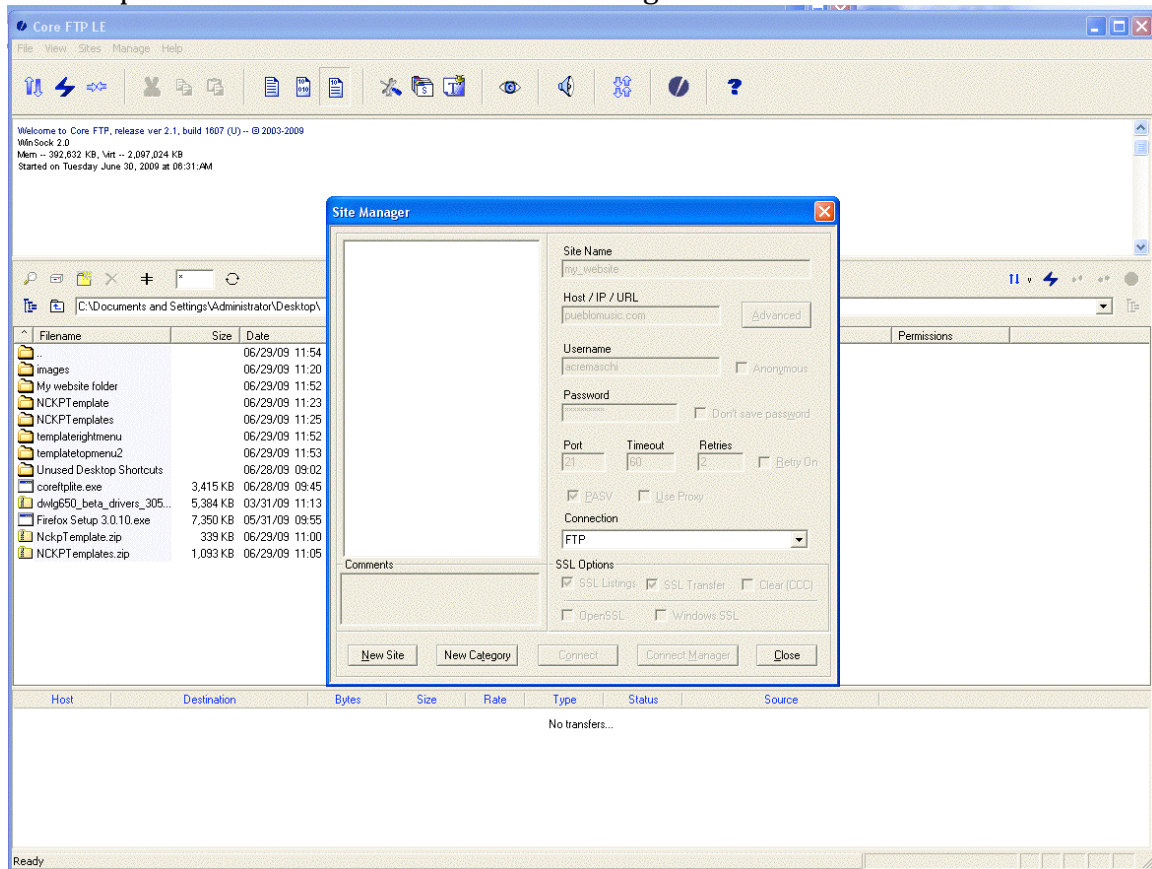 Core FTP LE
File View Sites Manage Help
Welcome to Core FTP, release ver 2.1, build 1607 (U) -- © 2003-2009
WinSock 2.0
Mem -- 392,632 KB, Virt -- 2,097,024 KB
Started on Tuesday June 30, 2009 at 06:31:AM
Site Manager
Site Name
my_website
Host / IP / URL
pueblomusic.com Advanced
Username
acremaschi Anonymous
Password
********** Don't save password
Port Timeout Retries
21 60 2 Retry On
PASV Use Proxy
Connection
FTP
Comments
SSL Options
SSL Listings SSL Transfer Clear (CCC)
OpenSSL Windows SSL
New Site New Category Connect Connect Manager Close
*
C:\Documents and Settings\Administrator\Desktop\
^ Filename Size Date Permissions
.. 06/29/09 11:54
images 06/29/09 11:20
My website folder 06/29/09 11:52
NCKPTemplate 06/29/09 11:23
NCKPTemplates 06/29/09 11:25
templaterightmenu 06/29/09 11:52
templatetopmenu2 06/29/09 11:53
Unused Desktop Shortcuts 06/28/09 09:02
coreftplite.exe 3,415 KB 06/28/09 09:45
dwlg650_beta_drivers_305... 5,384 KB 03/31/09 11:13
Firefox Setup 3.0.10.exe 7,350 KB 05/31/09 09:55
NckpTemplate.zip 339 KB 06/29/09 11:00
NCKPTemplates.zip 1,093 KB 06/29/09 11:05
Host Destination Bytes Size Rate Type Status Source
No transfers...
Ready